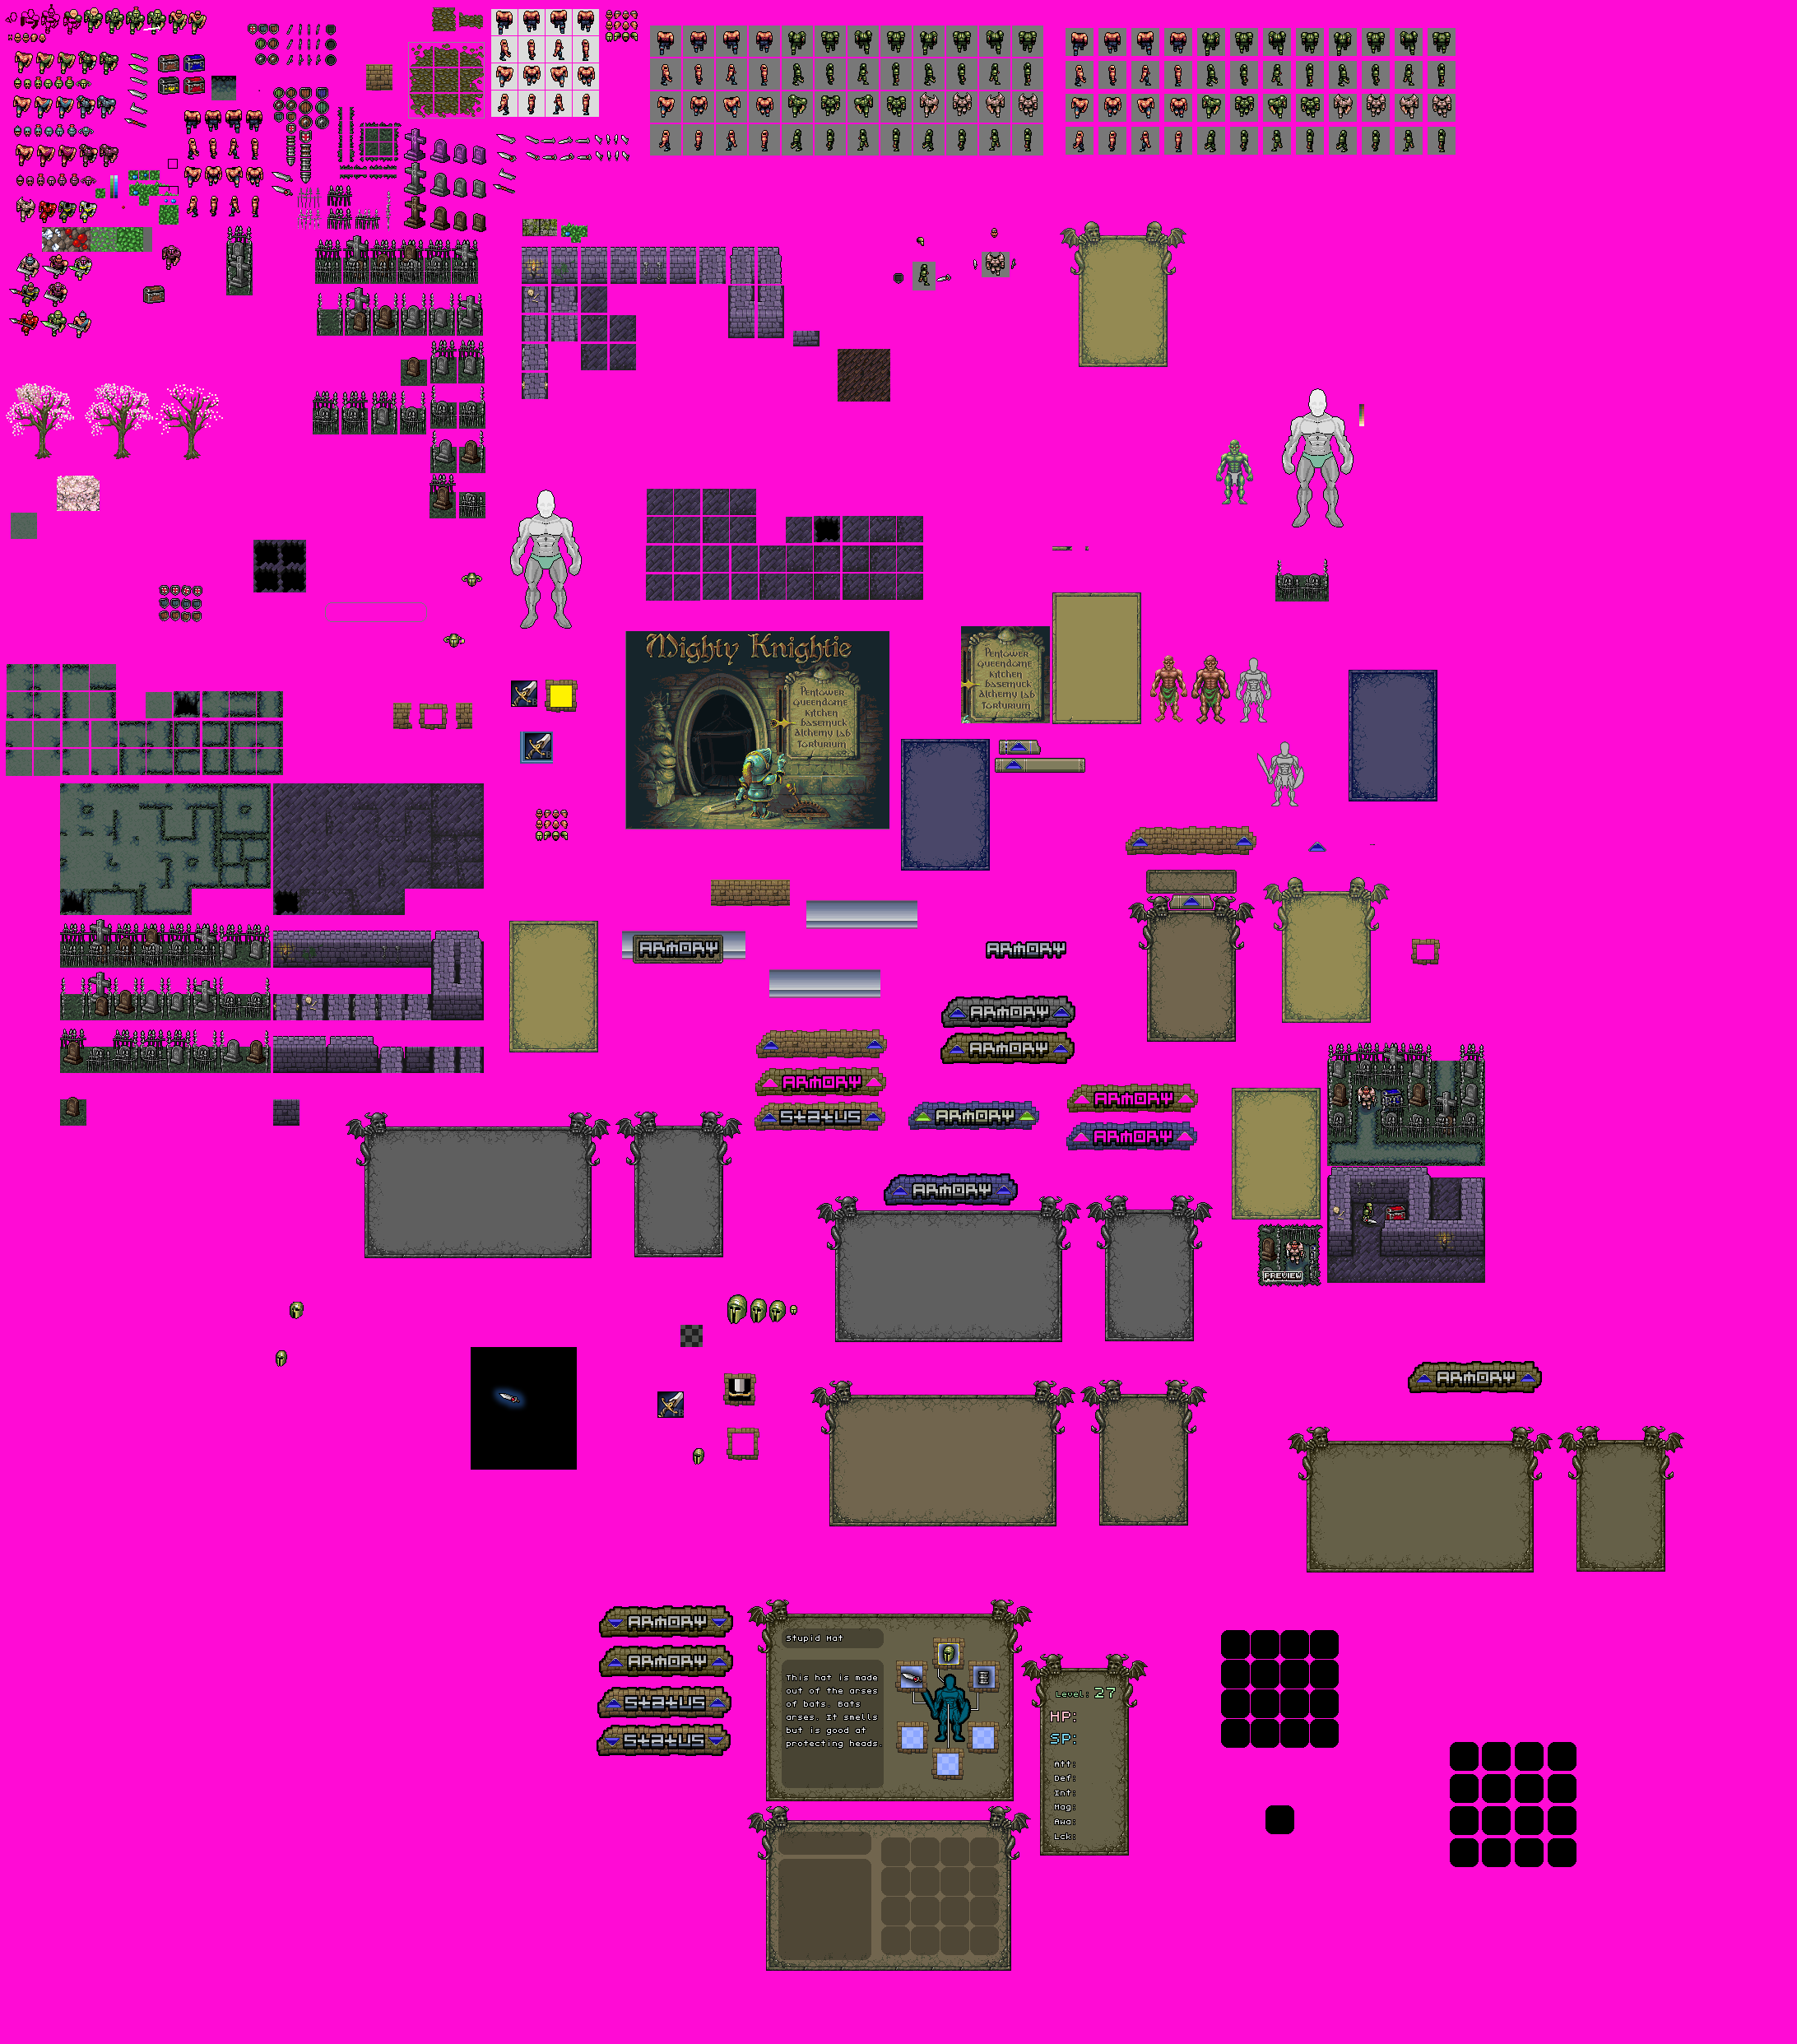 Mighty Knightie
Pentower
Queendame
Kitchen
Basemuck
Alchemy Lab
Torturium
Pentower
Queendame
Kitchen
Basemuck
Alchemy Lab
Torturium
ARMORY
ARMORY
ARMORY
ARMORY
ARMORY
STATUS
ARMORY
ARMORY
ARMORY
ARMORY
PREVIEW
ARMORY
ARMORY
ARMORY
STATUS
STATUS
Stupid Hat
This hat is made
out of the arses
of bats. Bats
arses. It smells
but is good at
protecting heads.
Level: 27
HP:
SP:
Att:
Def:
Int:
Mag:
Awa:
Lck: